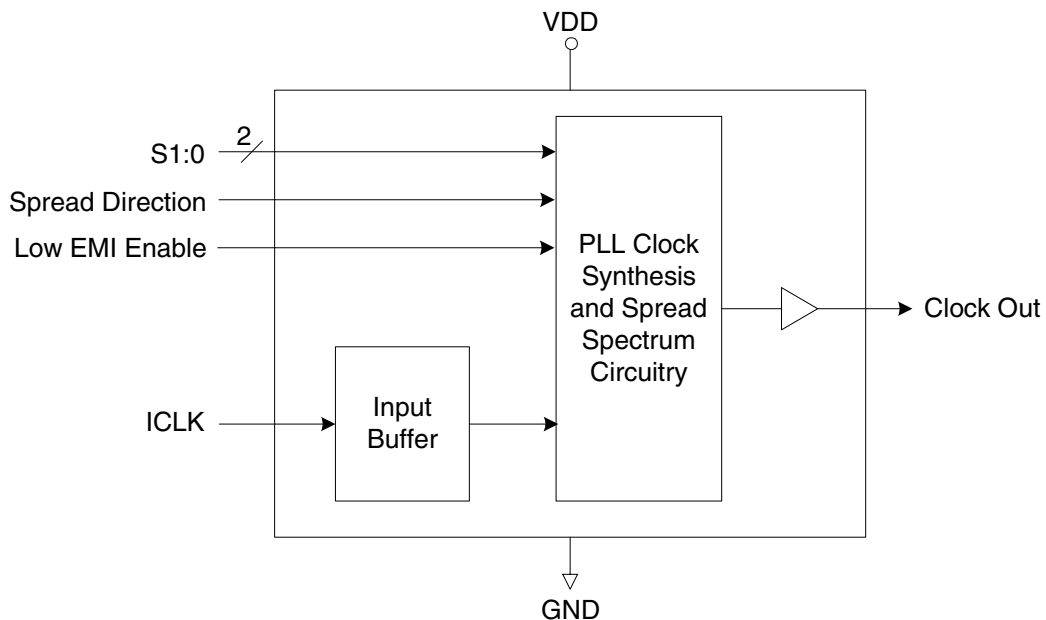 VDD
2
S1:0
Spread Direction
Low EMI Enable
PLL Clock
Synthesis
and Spread
Spectrum
Circuitry
Clock Out
ICLK
Input
Buffer
GND